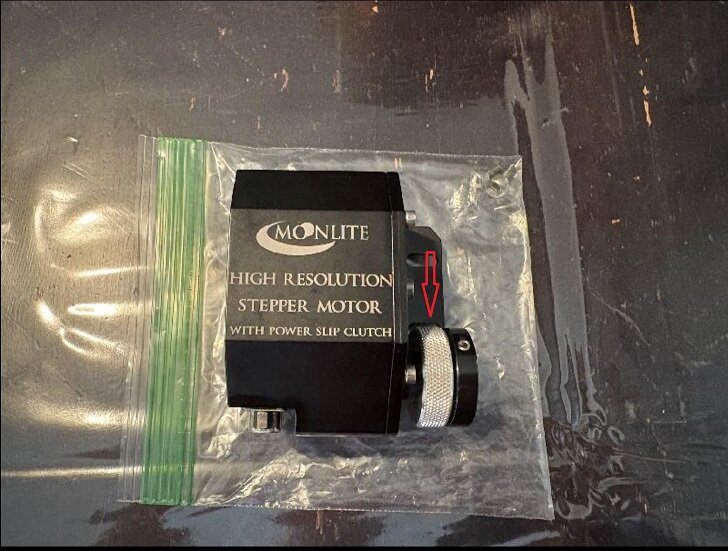 MOONLITE
HIGH RESOLUTION
STEPPER MOTOR
WITH POWER SLIP CLUTCH